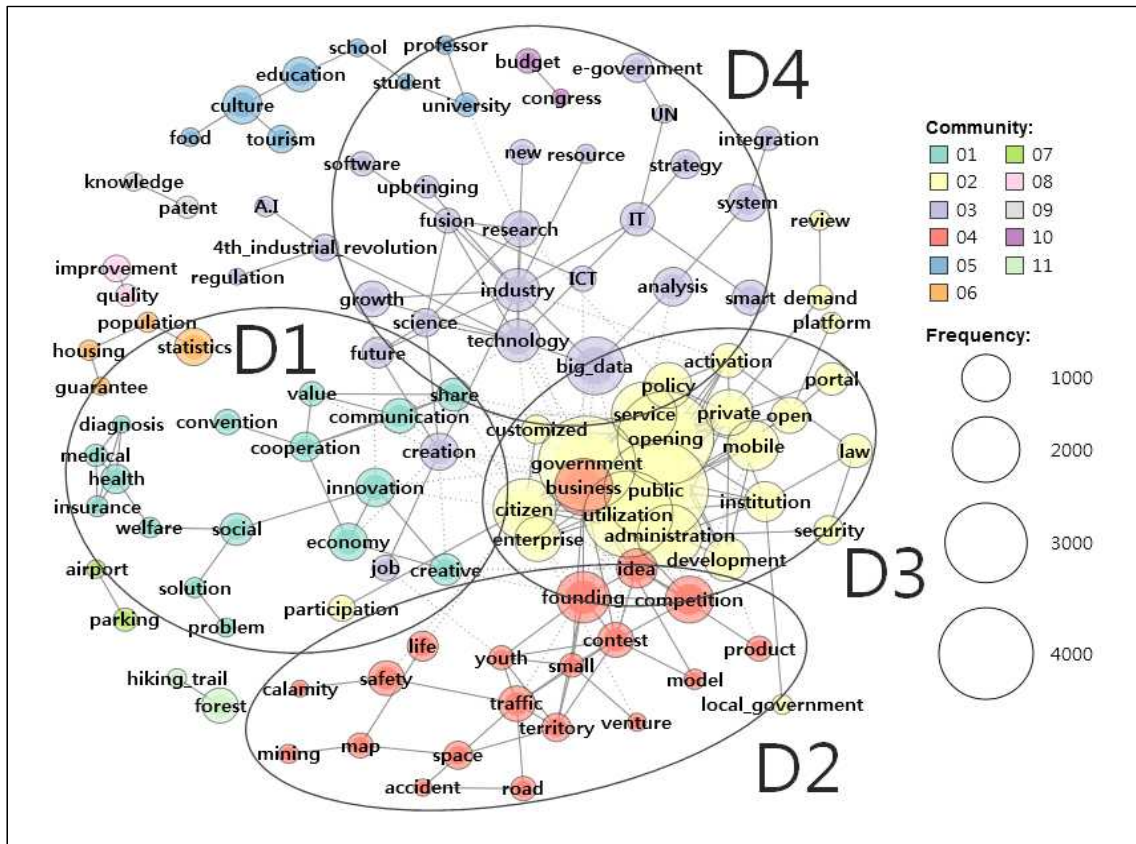 school
professor
education
student
budget
e-government
D4
culture
university
congress
UN
integration
food
tourism
new
resource
strategy
software
upbringing
knowledge
patent
A.I
fusion
research
IT
system
review
4th_industrial_revolution
improvement
regulation
quality
growth
industry
ICT
analysis
smart
demand
population
science
platform
D1
statistics
technology
housing
future
big_data
activation
guarantee
value
share
policy
portal
diagnosis
convention
communication
service
private
open
customized
opening
medical
cooperation
creation
mobile
law
health
government
innovation
business
public
institution
insurance
citizen
utilization
welfare
social
economy
enterprise
administration
security
airport
job
creative
idea
development
D3
solution
participation
founding
competition
parking
problem
life
contest
product
hiking_trail
youth
small
model
calamity
safety
forest
traffic
local_government
territory
venture
mining
map
space
D2
accident
road
Community:
01
07
02
08
03
09
04
10
05
11
06
Frequency:
1000
2000
3000
4000